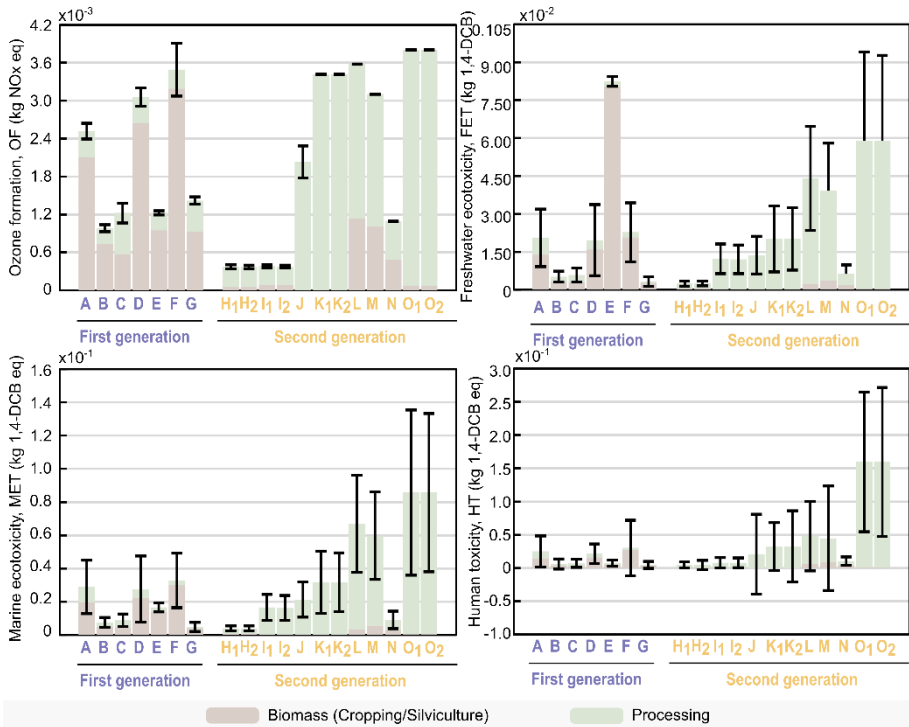 x10-3
Ozone formation, OF (kg NOx eq)
4.2
3.6
3.0
2.4
1.8
1.2
0.6
0
A B C D E F G H1 H2 I1 I2 J K1 K2 L M N O1 O2
First generation Second generation
x10-2
Freshwater ecotoxicity, FET (kg 1,4-DCB)
0.105
9.00
7.50
6.00
4.50
3.00
1.50
0
A B C D E F G H1 H2 I1 I2 J K1 K2 L M N O1 O2
First generation Second generation
x10-1
Marine ecotoxicity, MET (kg 1,4-DCB eq)
1.6
1.4
1.2
1.0
0.8
0.6
0.4
0.2
0
A B C D E F G H1 H2 I1 I2 J K1 K2 L M N O1 O2
First generation Second generation
x10-1
Human toxicity, HT (kg 1,4-DCB eq)
3.0
2.5
2.0
1.5
1.0
0.5
0
-0.5
-1.0
A B C D E F G H1 H2 I1 I2 J K1 K2 L M N O1 O2
First generation Second generation
Biomass (Cropping/Silviculture) Processing